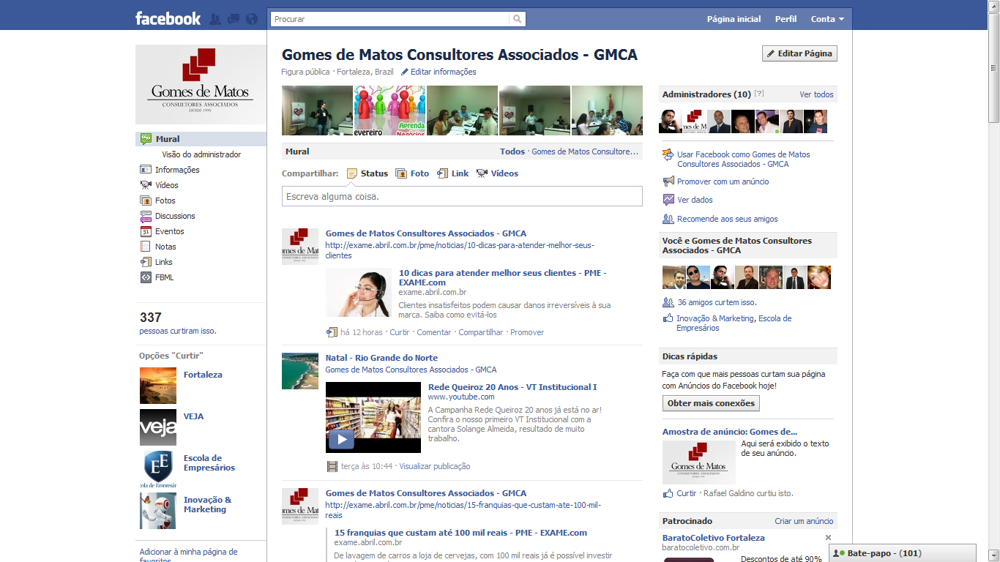 facebook
Procurar
Página inicial
Perfil
Conta
Gomes de Matos
CONSULTORES ASSOCIADOS
DESDE 1995
Mural
Visão do administrador
Informações
Vídeos
Fotos
Discussions
Eventos
31
Notas
Links
FBML
337
pessoas curtiram isso.
Opções "Curtir"
Fortaleza
veja
VEJA
EE
Escola de
Empresários
Inovação &
Marketing
Adicionar à minha página de
favoritos
Gomes de Matos Consultores Associados - GMCA
Figura pública · Fortaleza, Brazil
Editar informações
evereiro
Aprenda
Negócios
Mural
Todos · Gomes de Matos Consultore...
Compartilhar:
Status
Foto
Link
Vídeos
Escreva alguma coisa.
Gomes de Matos Consultores Associados - GMCA
http://exame.abril.com.br/pme/noticias/10-dicas-para-atender-melhor-seus-
clientes
10 dicas para atender melhor seus clientes - PME -
EXAME.com
exame.abril.com.br
Clientes insatisfeitos podem causar danos irreversíveis à sua
marca. Saiba como evitá-los
há 12 horas · Curtir · Comentar · Compartilhar · Promover
Natal - Rio Grande do Norte
Gomes de Matos Consultores Associados - GMCA
Rede Queiroz 20 Anos - VT Institucional I
www.youtube.com
A Campanha Rede Queiroz 20 anos já está no ar!
Confira o nosso primeiro VT Institucional com a
cantora Solange Almeida, resultado de muito
trabalho.
terça às 10:44 · Visualizar publicação
Gomes de Matos Consultores Associados - GMCA
http://exame.abril.com.br/pme/noticias/15-franquias-que-custam-ate-100-mil-
reais
15 franquias que custam até 100 mil reais - PME - EXAME.com
exame.abril.com.br
De lavagem de carros a loja de cervejas, com 100 mil reais já é possível investir
Editar Página
Administradores (10) [?]
Ver todos
Usar Facebook como Gomes de Matos
Consultores Associados - GMCA
Promover com um anúncio
Ver dados
Recomende aos seus amigos
Você e Gomes de Matos Consultores
Associados - GMCA
36 amigos curtem isso.
Inovação & Marketing, Escola de
Empresários
Dicas rápidas
Faça com que mais pessoas curtam sua página
com Anúncios do Facebook hoje!
Obter mais conexões
Amostra de anúncio: Gomes de...
Gomes de Matos
CONSULTORES ASSOCIADOS
Aqui será exibido o texto
de seu anúncio.
Curtir · Rafael Galdino curtiu isto.
Patrocinado
Criar um anúncio
BaratoColetivo Fortaleza
baratocoletivo.com.br
Descontos de até 90%
Bate-papo - (101)